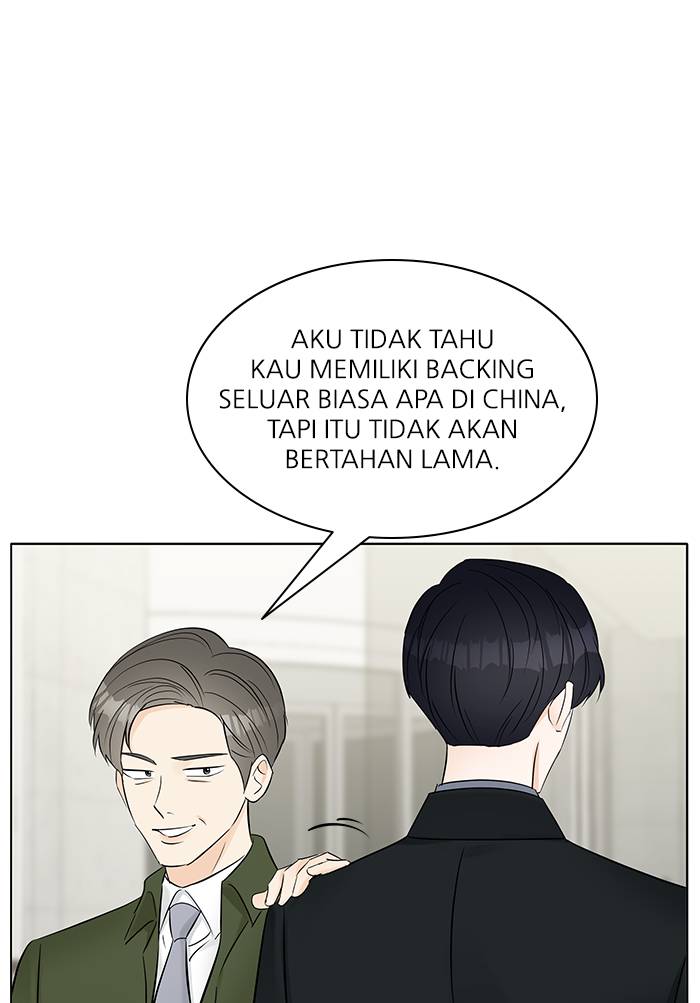 AKU TIDAK TAHU
KAU MEMILIKI BACKING
SELUAR BIASA APA DI CHINA,
TAPI ITU TIDAK AKAN
BERTAHAN LAMA.